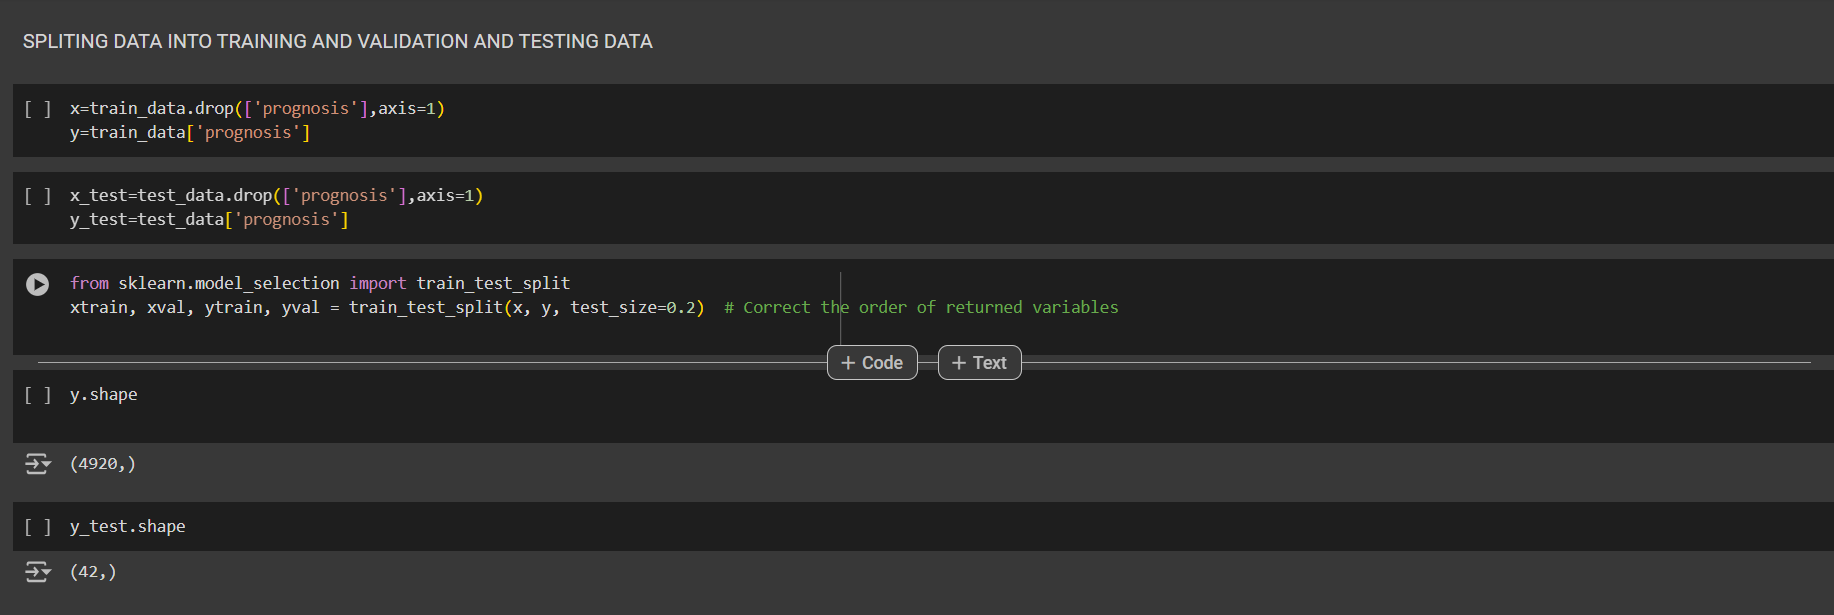 SPLITING DATA INTO TRAINING AND VALIDATION AND TESTING DATA
[ ] x=train_data.drop(['prognosis'],axis=1)
y=train_data['prognosis']
[ ] x_test=test_data.drop(['prognosis'],axis=1)
y_test=test_data['prognosis']
from sklearn.model_selection import train_test_split
xtrain, xval, ytrain, yval = train_test_split(x, y, test_size=0.2)  # Correct the order of returned variables
+ Code + Text
[ ] y.shape
(4920,)
[ ] y_test.shape
(42,)